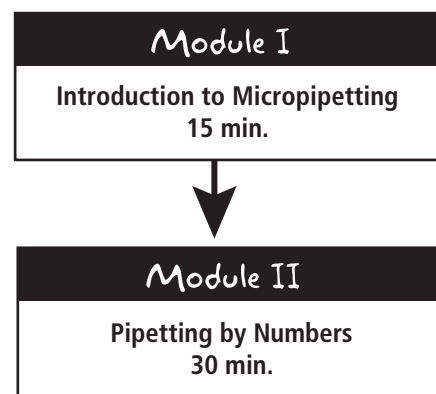 Module I
Introduction to Micropipetting
15 min.
Module II
Pipetting by Numbers
30 min.